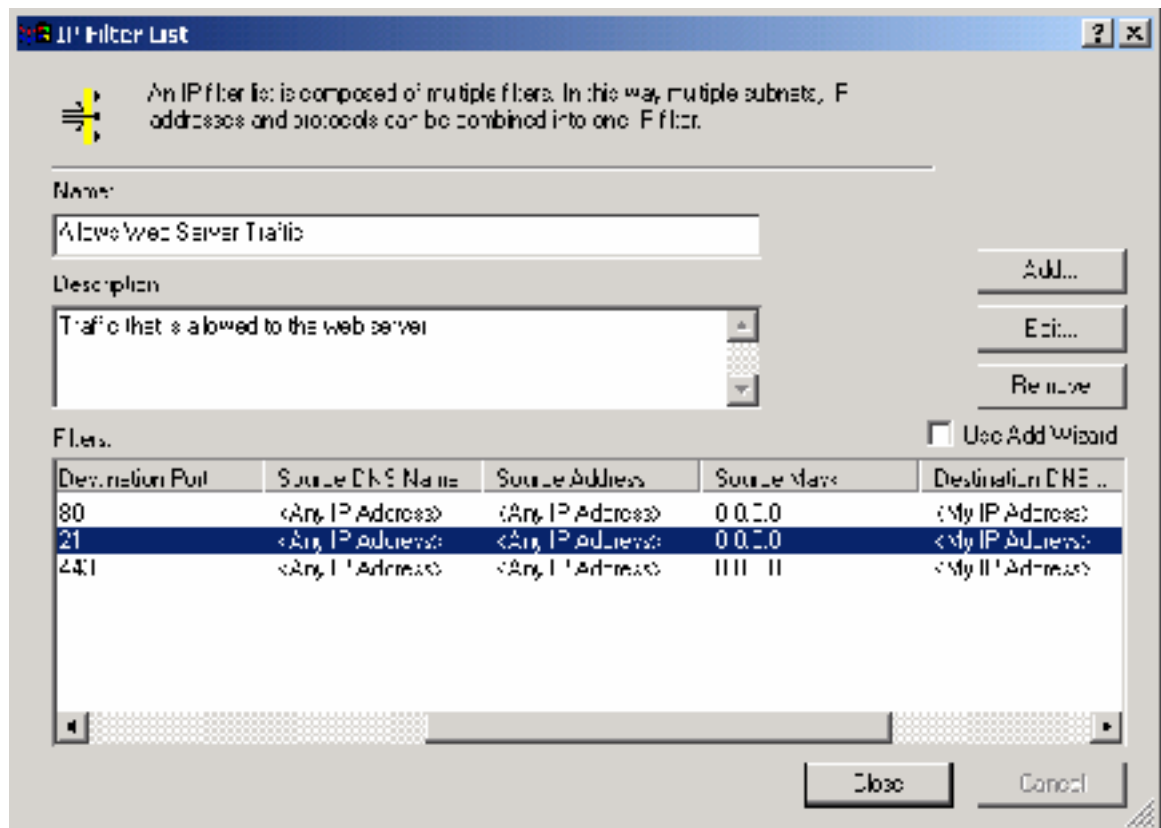 IP Filter List
An IP filter list is composed of multiple filters. In this way multiple subnets, IP
addresses and protocols can be combined into one IP filter.
Name:
Allows Web Server Traffic
Add...
Description:
Traffic that is allowed to the web server
Edit...
Remove
Filters:
Use Add Wizard
Destination Port Source DNS Name Source Address Source Mask Destination DNS ...
80 <Any IP Address> <Any IP Address> 0.0.0.0 <My IP Address>
21 <Any IP Address> <Any IP Address> 0.0.0.0 <My IP Address>
<Any IP Address> <Any IP Address> 0.0.0.0 <My IP Address>
Close Cancel